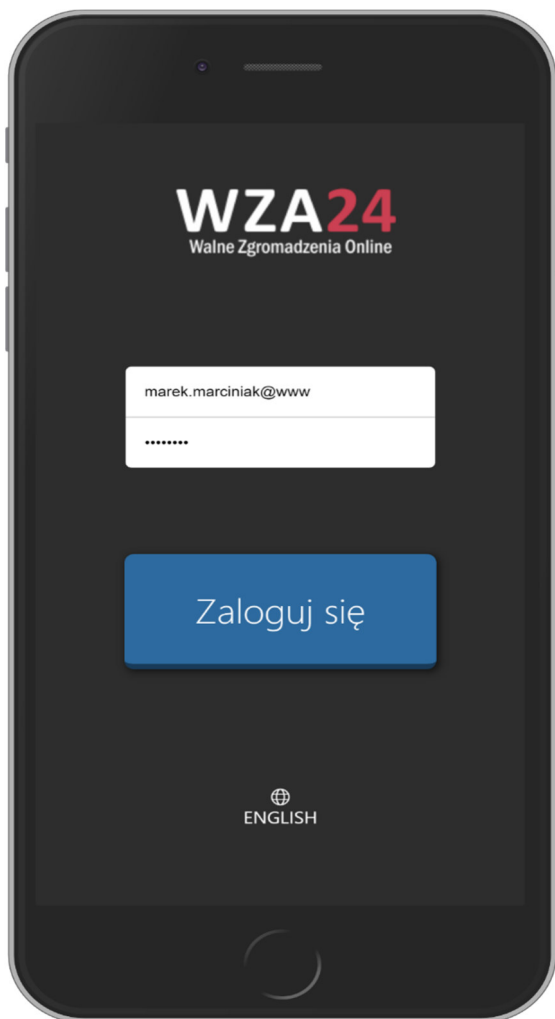 WZA24
Walne Zgromadzenia Online
marek.marciniak@www
••••••••
Zaloguj się
ENGLISH